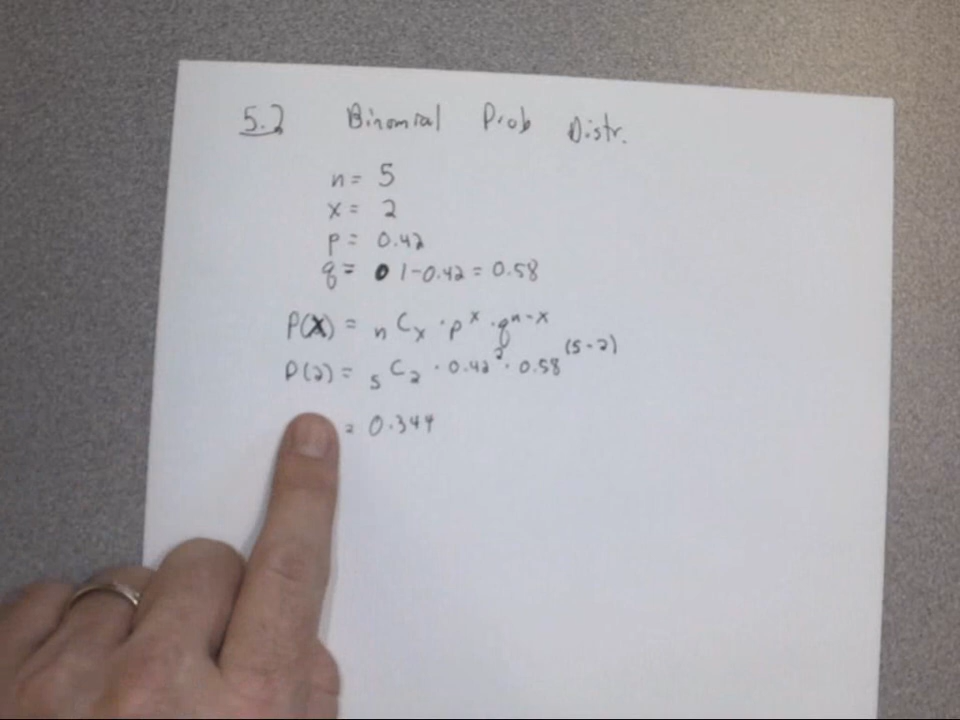 5.2 Binomial Prob Distr.
n = 5
x = 2
p = 0.42
q = 1-0.42 = 0.58
P(x) = nCx · p^x · q^n-x
P(2) = 5C2 · 0.42^2 · 0.58^(5-2)
= 0.344